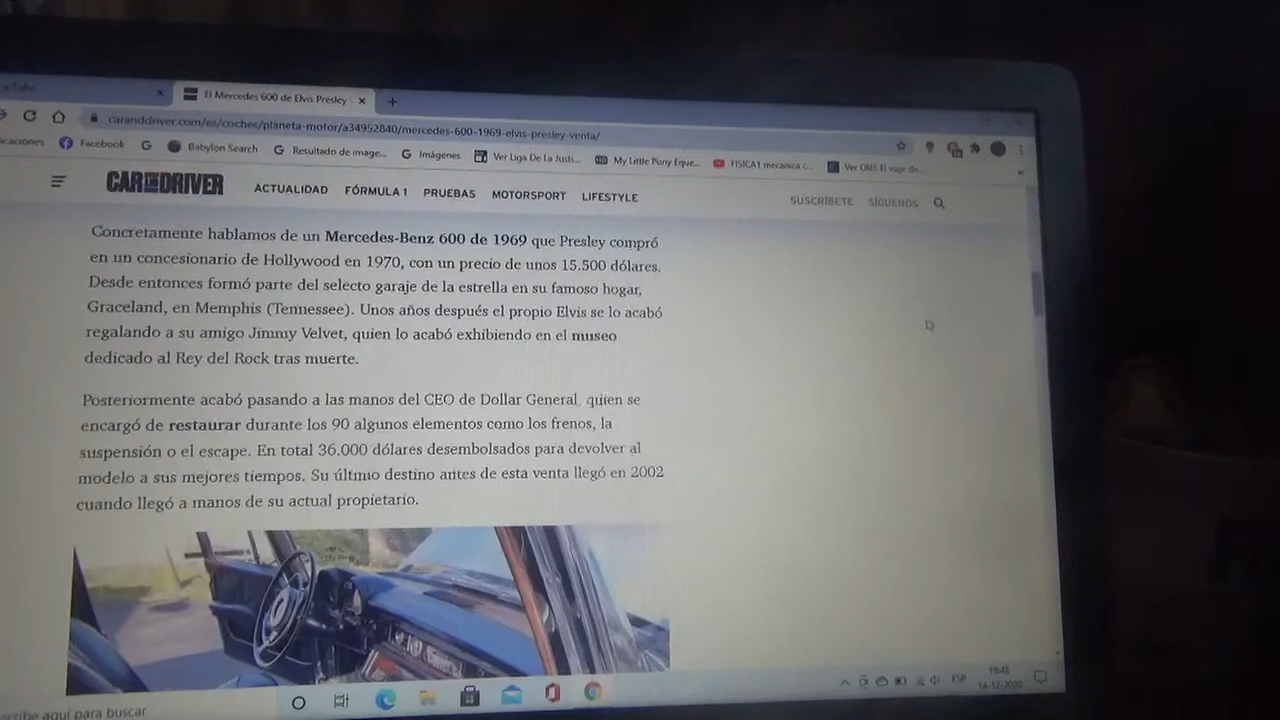 El Mercedes 600 de Elvis Presley
caranddriver.com/es/coches/planeta-motor/a34952840/mercedes-600-1969-elvis-presley-venta/
Facebook
Babylon Search
Resultado de image...
Imágenes
Ver Liga De La Justi...
My Little Pony Eque...
FISICA1 mecanica c...
CAR AND DRIVER
ACTUALIDAD
FÓRMULA 1
PRUEBAS
MOTORSPORT
LIFESTYLE
SUSCRÍBETE
SÍGUENOS
Concretamente hablamos de un Mercedes-Benz 600 de 1969 que Presley compró
en un concesionario de Hollywood en 1970, con un precio de unos 15.500 dólares.
Desde entonces formó parte del selecto garaje de la estrella en su famoso hogar,
Graceland, en Memphis (Tennessee). Unos años después el propio Elvis se lo acabó
regalando a su amigo Jimmy Velvet, quien lo acabó exhibiendo en el museo
dedicado al Rey del Rock tras muerte.
Posteriormente acabó pasando a las manos del CEO de Dollar General, quien se
encargó de restaurar durante los 90 algunos elementos como los frenos, la
suspensión o el escape. En total 36.000 dólares desembolsados para devolver al
modelo a sus mejores tiempos. Su último destino antes de esta venta llegó en 2002
cuando llegó a manos de su actual propietario.
aquí para buscar
ESP
19:45
14-12-2020